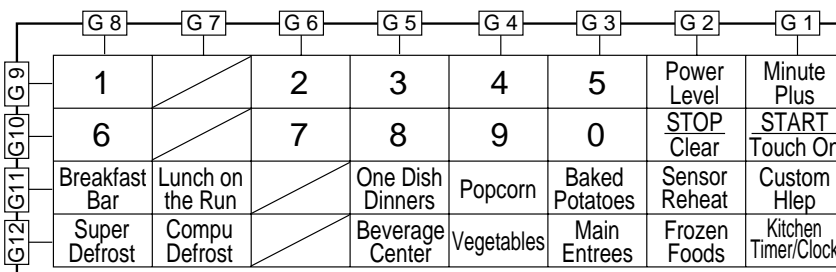 G 8 G 7 G 6 G 5 G 4 G 3 G 2 G 1
G 9 1 2 3 4 5 Power Level Minute Plus
G10 6 7 8 9 0 STOP Clear START Touch On
G11 Breakfast Bar Lunch on the Run One Dish Dinners Popcorn Baked Potatoes Sensor Reheat Custom Hlep
G12 Super Defrost Compu Defrost Beverage Center Vegetables Main Entrees Frozen Foods Kitchen Timer/Clock